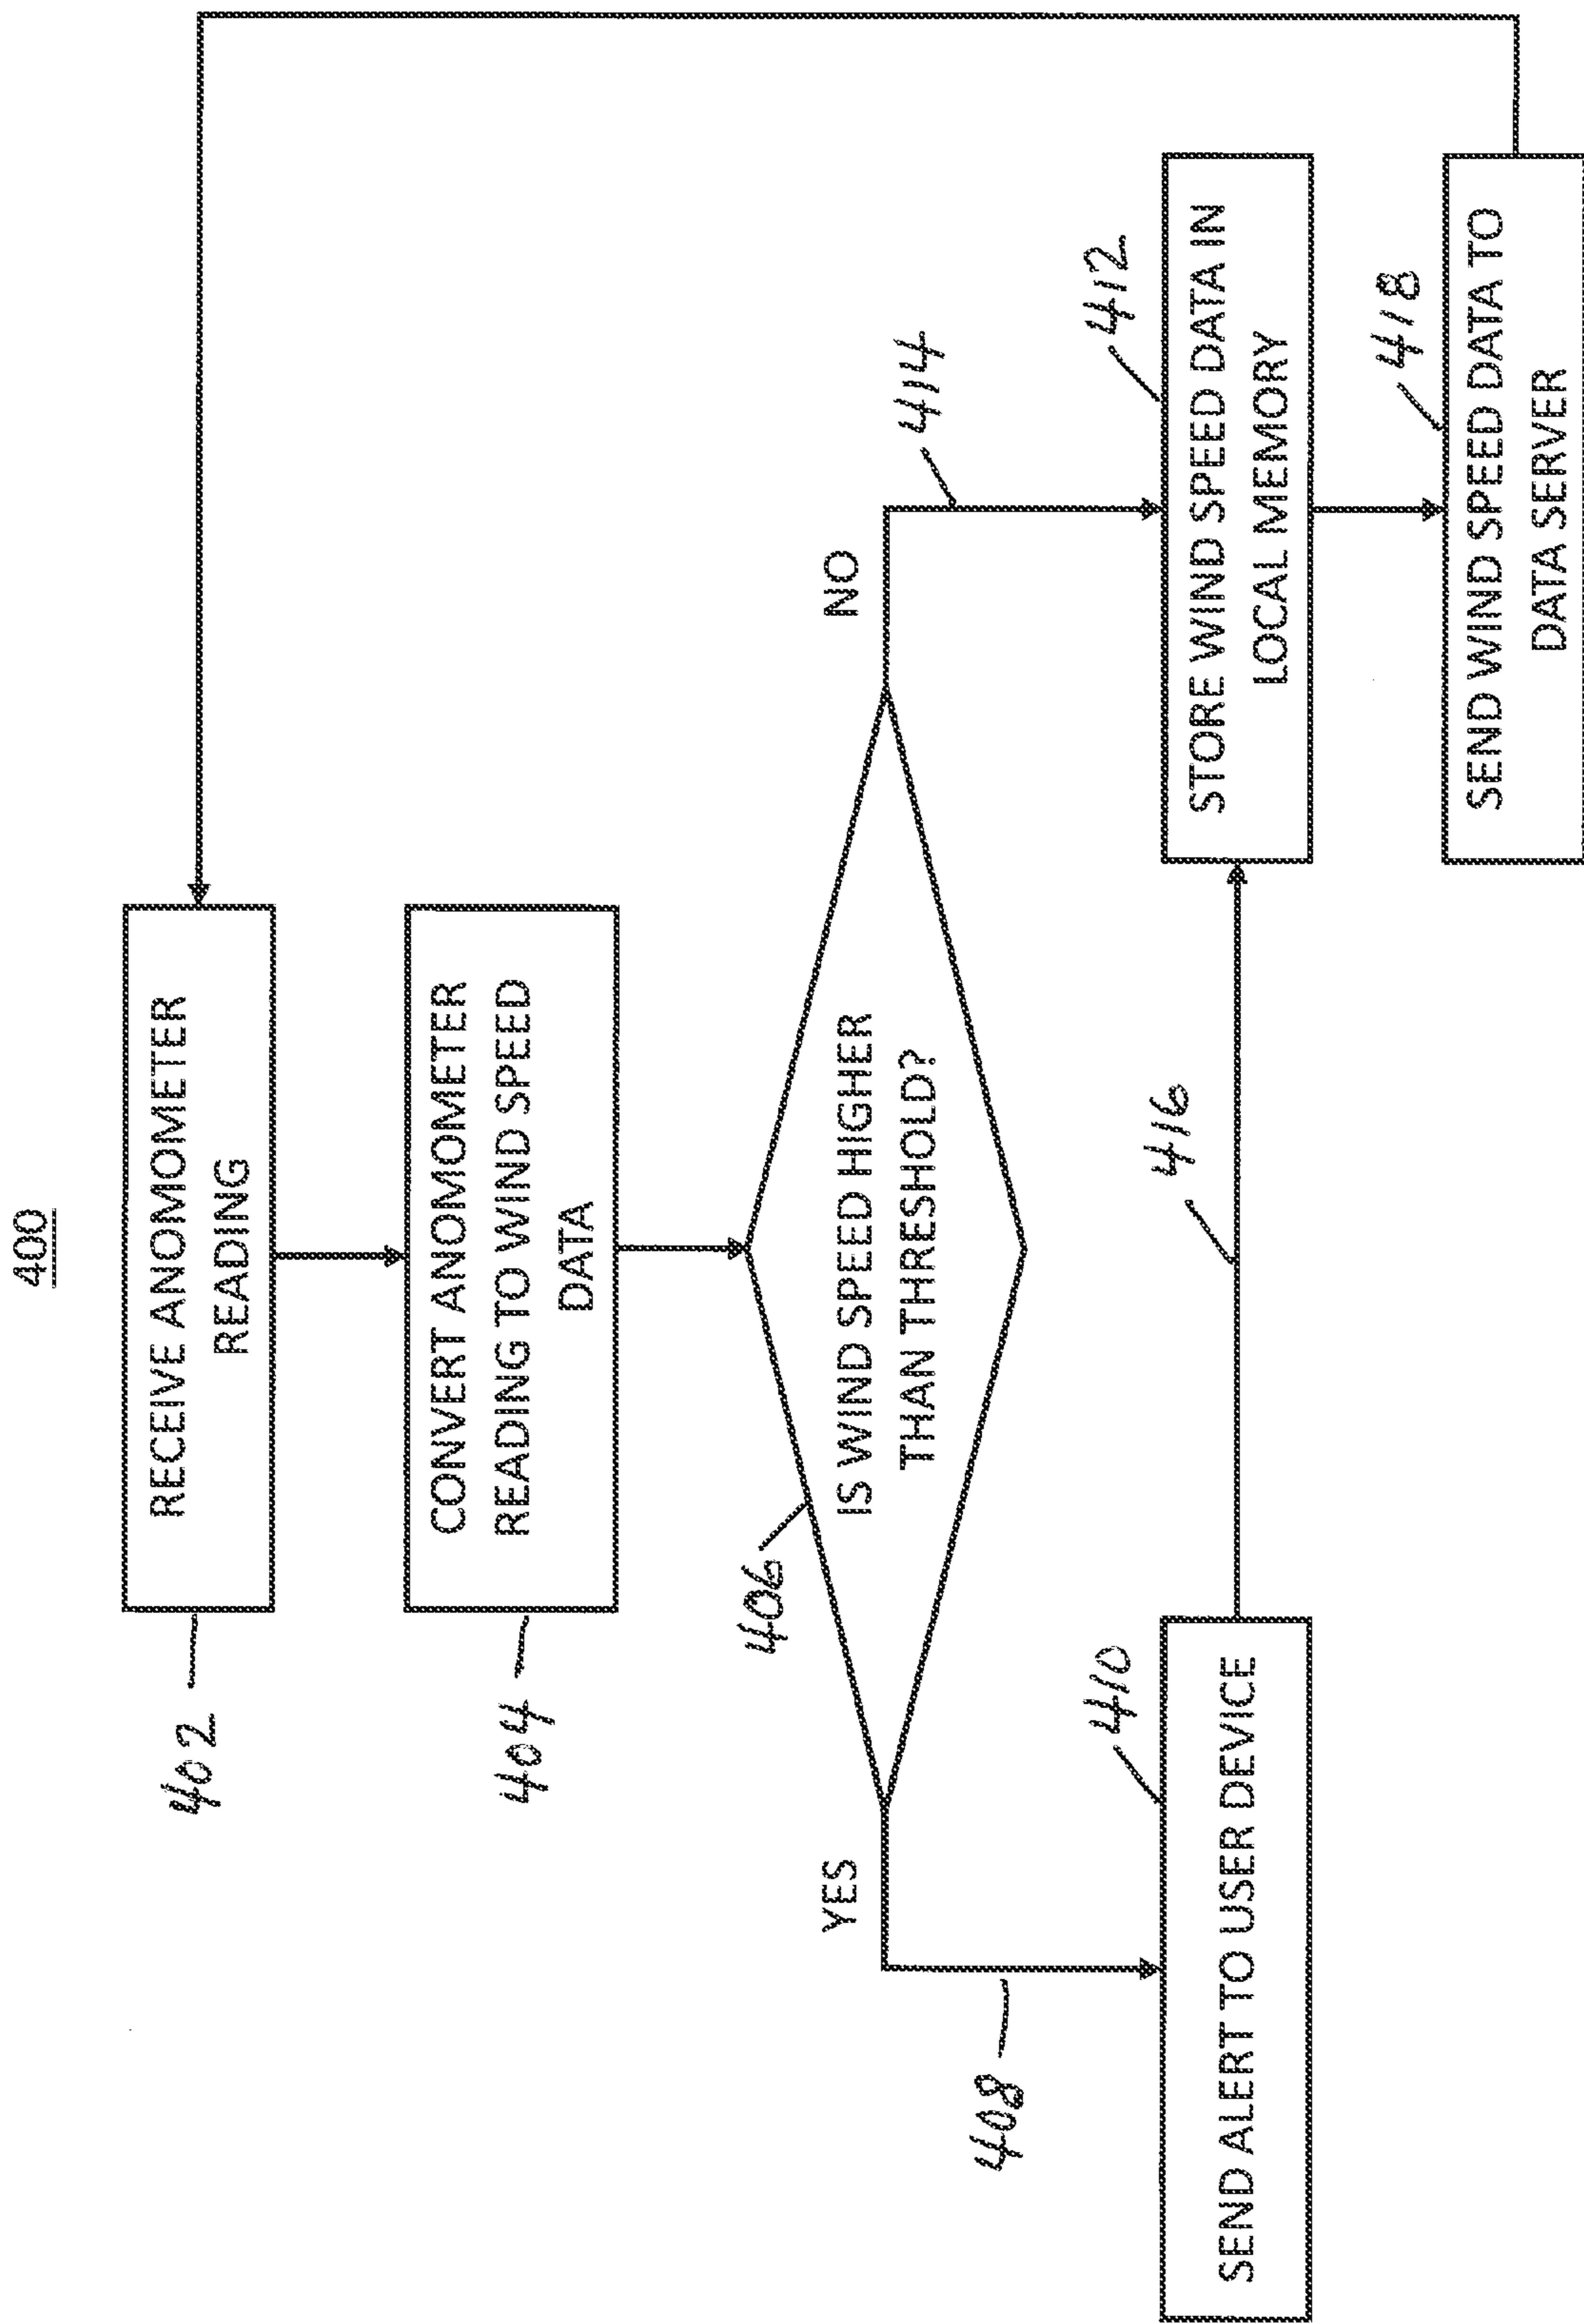 400
RECEIVE ANOMOMETER
READING
402
CONVERT ANOMOMETER
READING TO WIND SPEED
DATA
404
406
IS WIND SPEED HIGHER
THAN THRESHOLD?
YES
NO
408
414
410
SEND ALERT TO USER DEVICE
416
412
STORE WIND SPEED DATA IN
LOCAL MEMORY
418
SEND WIND SPEED DATA TO
DATA SERVER